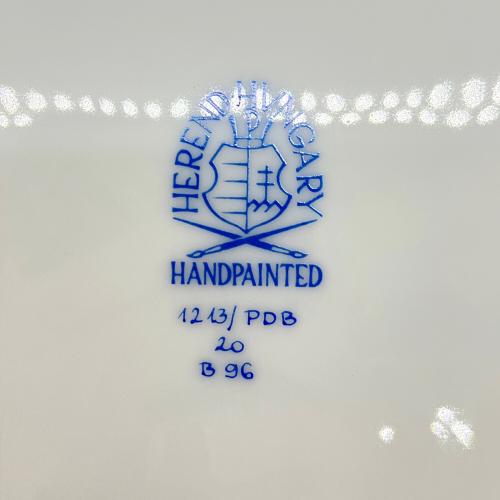 HEREND HUNGARY
HANDPAINTED
1213/ PDB
20
B 96